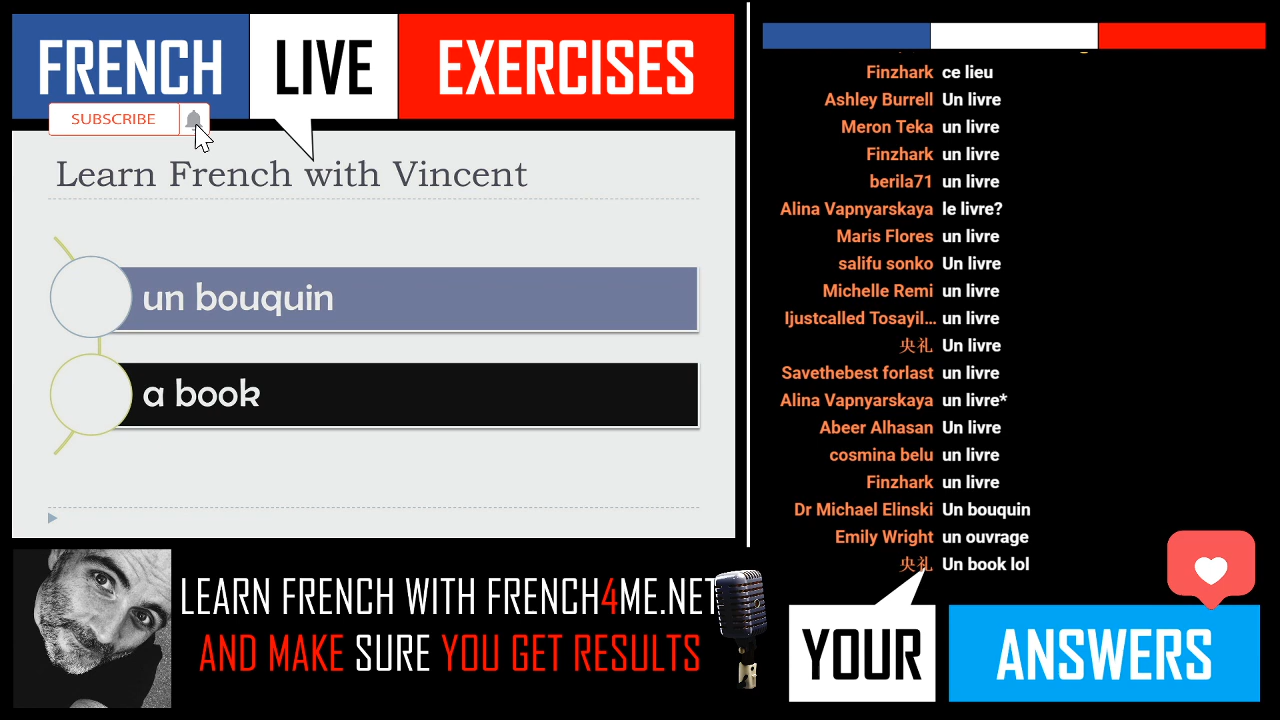 FRENCH LIVE EXERCISES
SUBSCRIBE
Learn French with Vincent
un bouquin
a book
LEARN FRENCH WITH FRENCH4ME.NET
AND MAKE SURE YOU GET RESULTS
Finzhark ce lieu
Ashley Burrell Un livre
Meron Teka un livre
Finzhark un livre
berila71 un livre
Alina Vapnyarskaya le livre?
Maris Flores un livre
salifu sonko Un livre
Michelle Remi un livre
Ijustcalled Tosayil... un livre
央礼 Un livre
Savethebest forlast un livre
Alina Vapnyarskaya un livre*
Abeer Alhasan Un livre
cosmina belu un livre
Finzhark un livre
Dr Michael Elinski Un bouquin
Emily Wright un ouvrage
央礼 Un book lol
YOUR ANSWERS